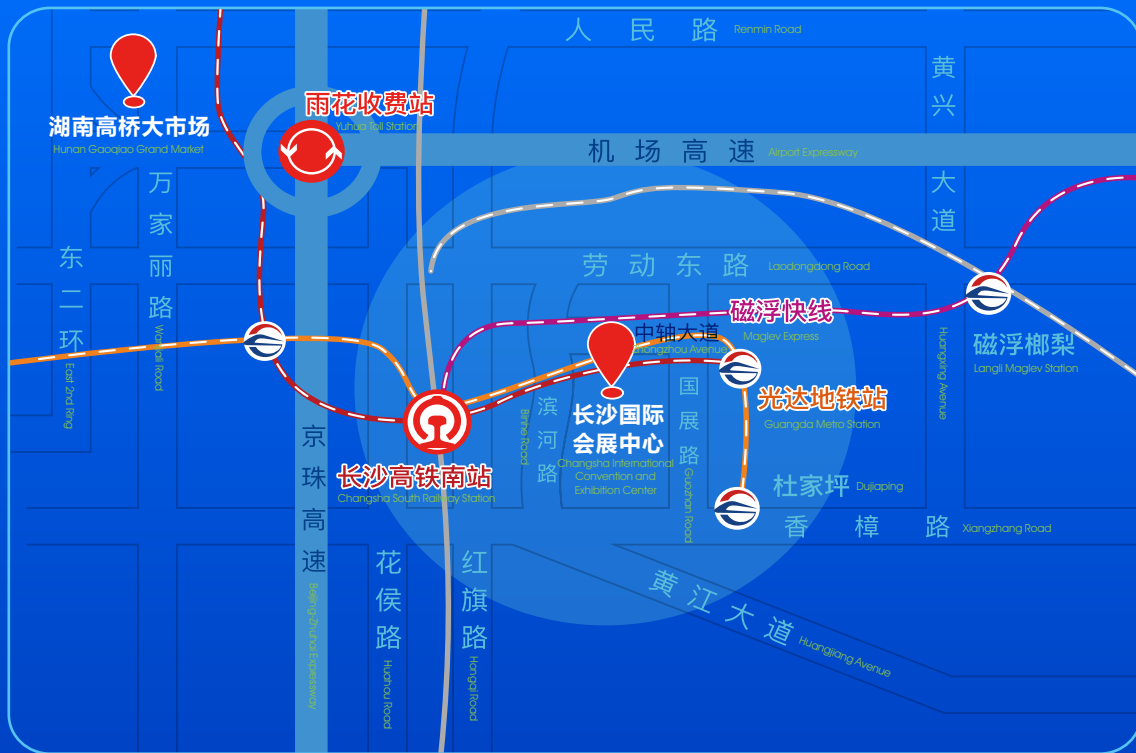 人民路 Renmin Road
黄兴大道
Huangxing Avenue
雨花收费站
Yuhua Toll Station
湖南高桥大市场
Hunan Gaoqiao Grand Market
机场高速 Airport Expressway
万家丽路
Wanjiali Road
东二环
East 2nd Ring
劳动东路 Laodongdong Road
磁浮快线
Maglev Express
中轴大道
Zhongzhou Avenue
磁浮榔梨
Langli Maglev Station
光达地铁站
Guangda Metro Station
国展路
Guozhan Road
滨河路
Binhe Road
长沙国际
会展中心
Changsha International
Convention and
Exhibition Center
京珠高速
Beijing-Zhuhai Expressway
长沙高铁南站
Changsha South Railway Station
杜家坪 Dujiaping
香樟路 Xiangzhang Road
花侯路
Huahou Road
红旗路
Hongqi Road
黄江大道 Huangjiang Avenue